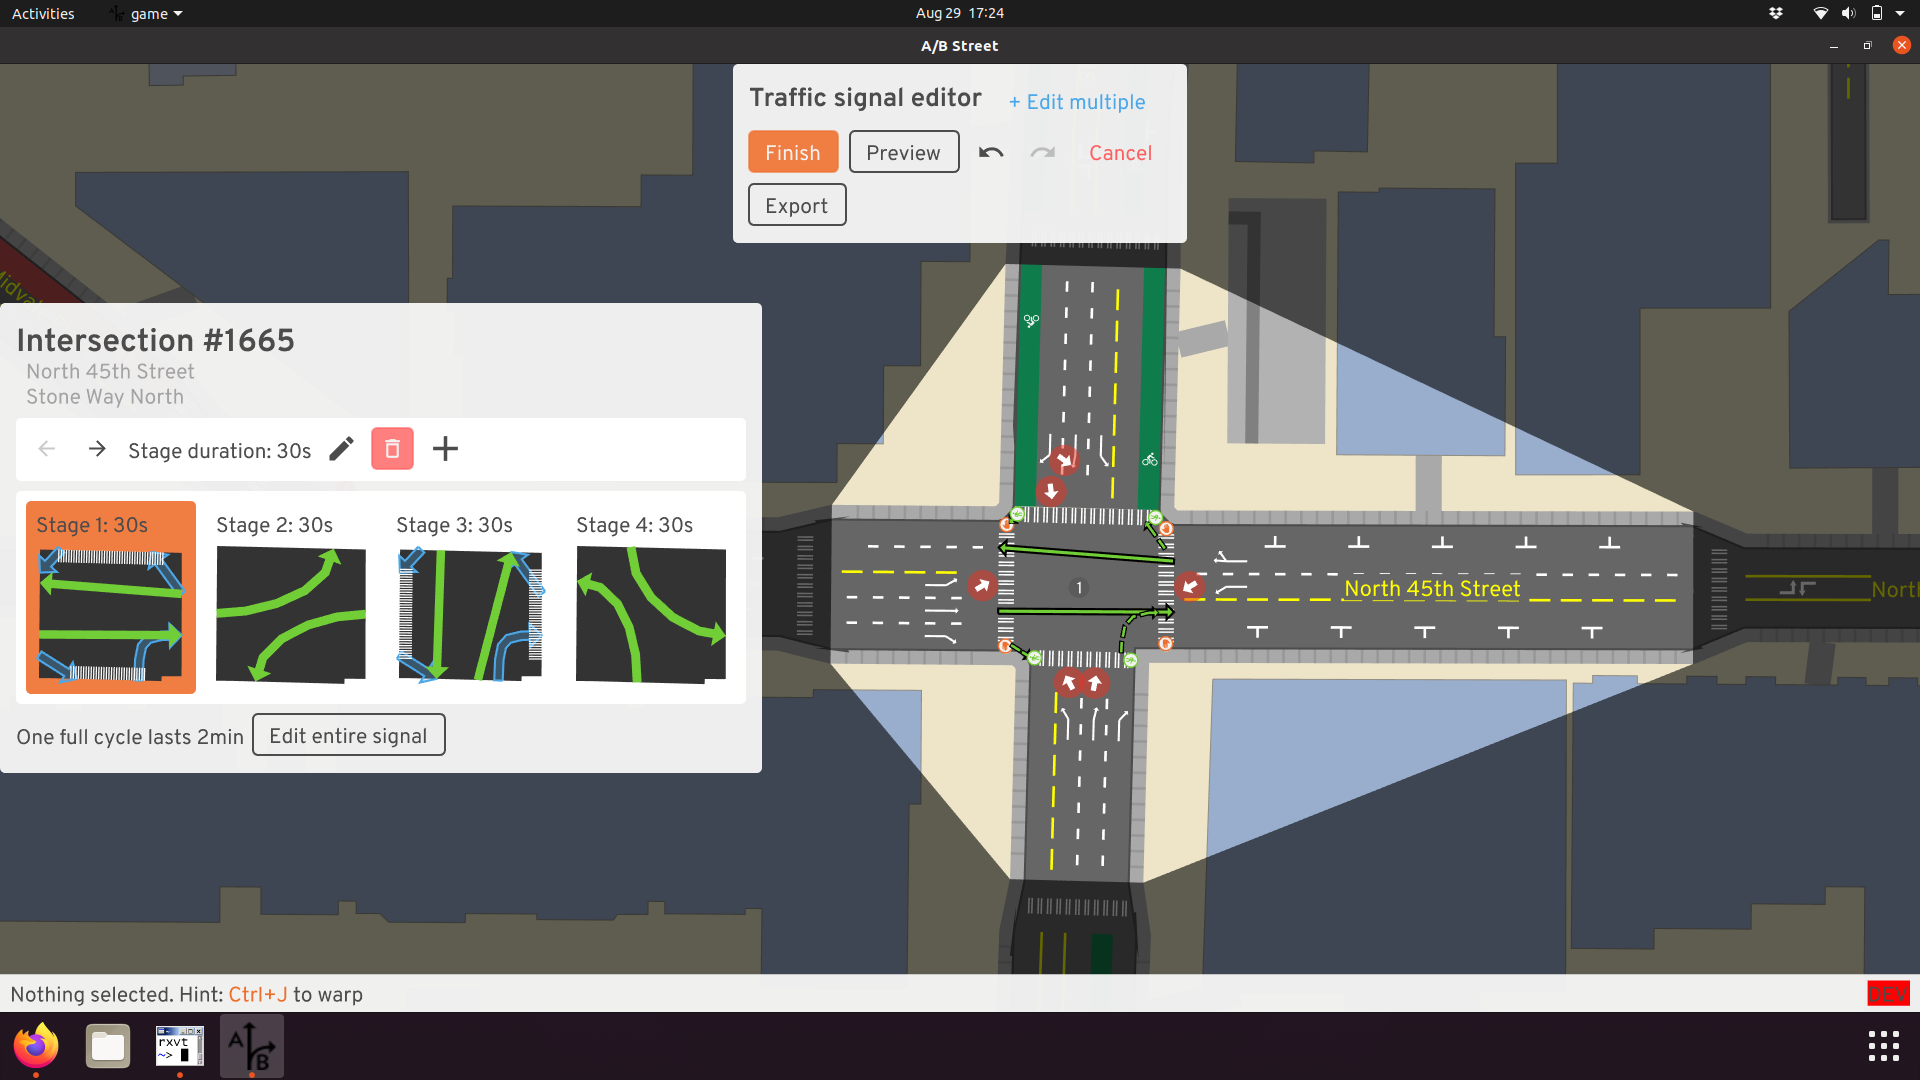 Activities
game
Aug 29 17:24
A/B Street
Traffic signal editor
+ Edit multiple
Finish
Preview
Cancel
Export
Intersection #1665
North 45th Street
Stone Way North
Stage duration: 30s
Stage 1: 30s
Stage 2: 30s
Stage 3: 30s
Stage 4: 30s
One full cycle lasts 2min
Edit entire signal
1
North 45th Street
North
Nothing selected. Hint: Ctrl+J to warp
DEV
rxvt
~>
A
B